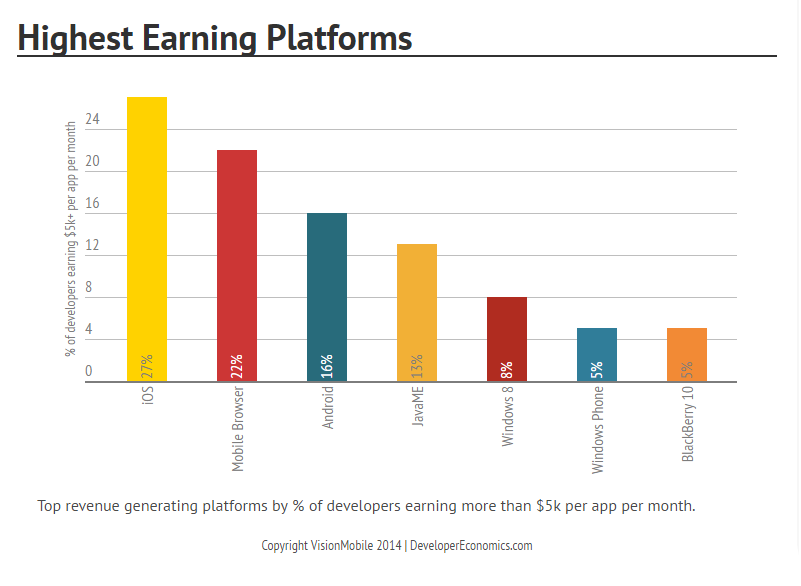 Highest Earning Platforms
% of developers earning $5k+ per app per month
24
20
16
12
8
4
0
27%
22%
16%
13%
8%
5%
5%
iOS
Mobile Browser
Android
JavaME
Windows 8
Windows Phone
BlackBerry 10
Top revenue generating platforms by % of developers earning more than $5k per app per month.
Copyright VisionMobile 2014 | DeveloperEconomics.com